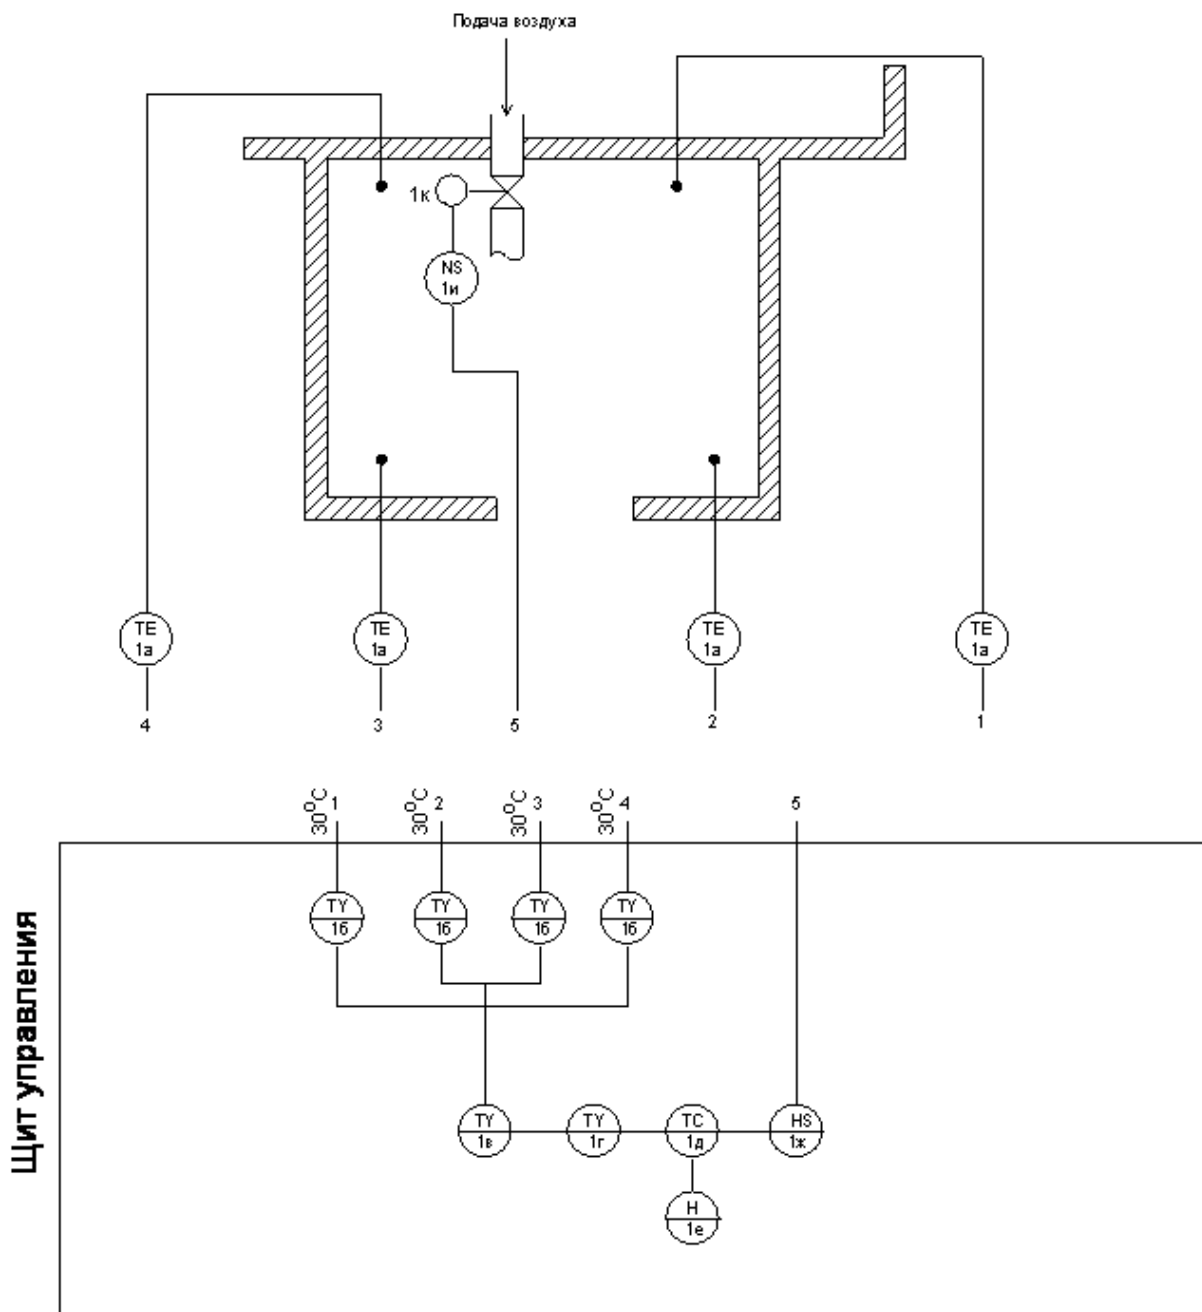 Подача воздуха
1к
NS
1и
TE
1а
TE
1а
TE
1а
TE
1а
4
3
5
2
1
30°C 1
30°C 2
30°C 3
30°C 4
5
TY
1б
TY
1б
TY
1б
TY
1б
Щит управления
TY
1в
TY
1г
TC
1д
HS
1ж
H
1е